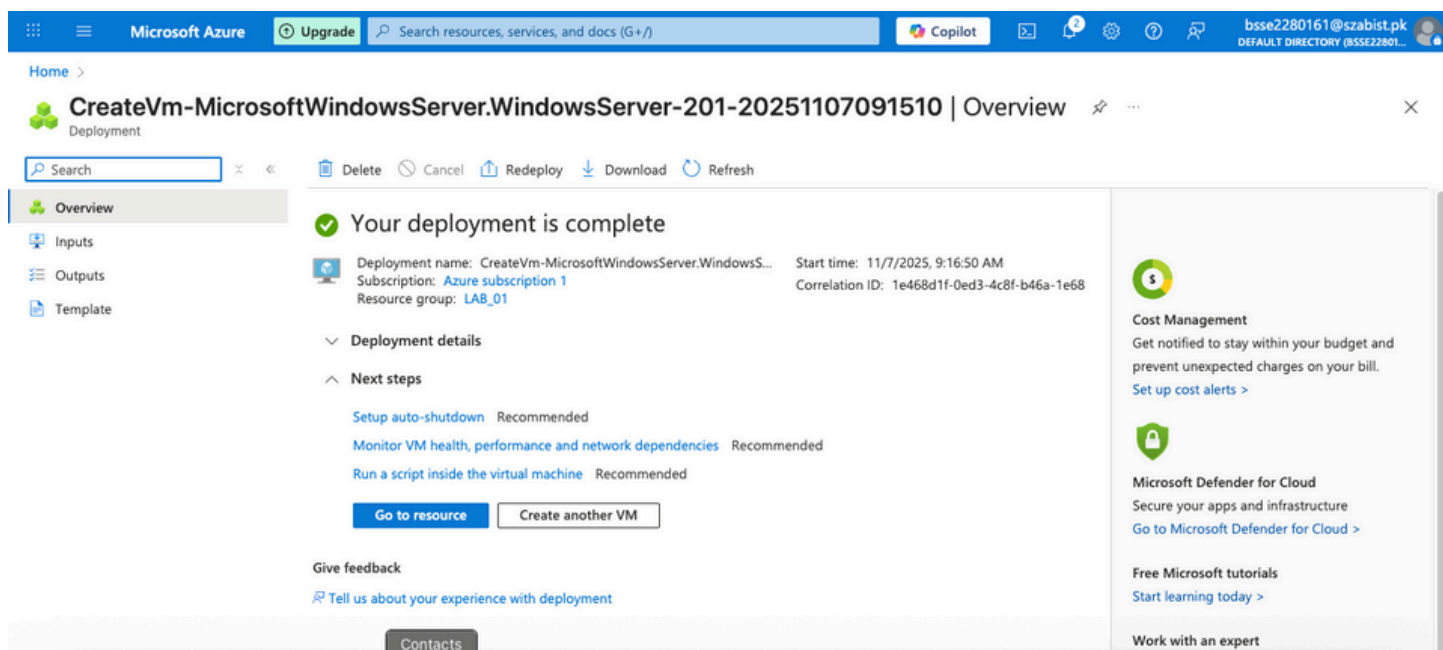 Microsoft Azure
Upgrade
Search resources, services, and docs (G+/)
Copilot
2
bsse2280161@szabist.pk
DEFAULT DIRECTORY (BSSE22801...
Home >
CreateVm-MicrosoftWindowsServer.WindowsServer-201-20251107091510 | Overview
Deployment
Search
Delete Cancel Redeploy Download Refresh
Overview
Inputs
Outputs
Template
Your deployment is complete
Deployment name: CreateVm-MicrosoftWindowsServer.WindowsS...
Subscription: Azure subscription 1
Resource group: LAB_01
Start time: 11/7/2025, 9:16:50 AM
Correlation ID: 1e468d1f-0ed3-4c8f-b46a-1e68
Deployment details
Next steps
Setup auto-shutdown Recommended
Monitor VM health, performance and network dependencies Recommended
Run a script inside the virtual machine Recommended
Go to resource
Create another VM
Give feedback
Tell us about your experience with deployment
Contacts
$
Cost Management
Get notified to stay within your budget and
prevent unexpected charges on your bill.
Set up cost alerts >
Microsoft Defender for Cloud
Secure your apps and infrastructure
Go to Microsoft Defender for Cloud >
Free Microsoft tutorials
Start learning today >
Work with an expert